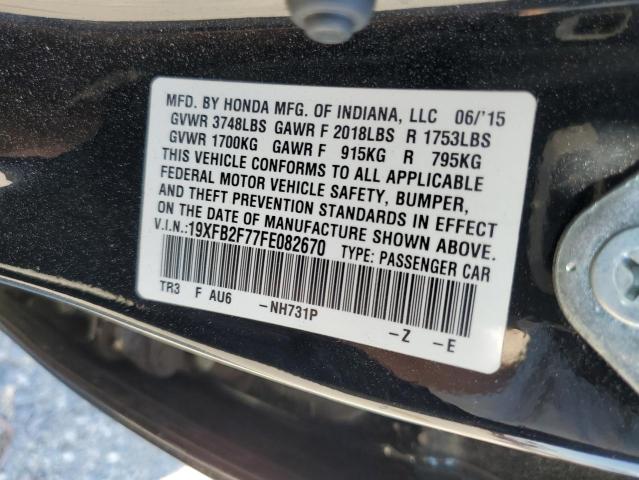 MFD. BY HONDA MFG. OF INDIANA, LLC 06/'15
GVWR 3748LBS GAWR F 2018LBS R 1753LBS
GVWR 1700KG GAWR F 915KG R 795KG
THIS VEHICLE CONFORMS TO ALL APPLICABLE
FEDERAL MOTOR VEHICLE SAFETY, BUMPER,
AND THEFT PREVENTION STANDARDS IN EFFECT
ON THE DATE OF MANUFACTURE SHOWN ABOVE.
V.I.N.:19XFB2F77FE082670 TYPE: PASSENGER CAR
TR3 F AU6 -NH731P -Z -E